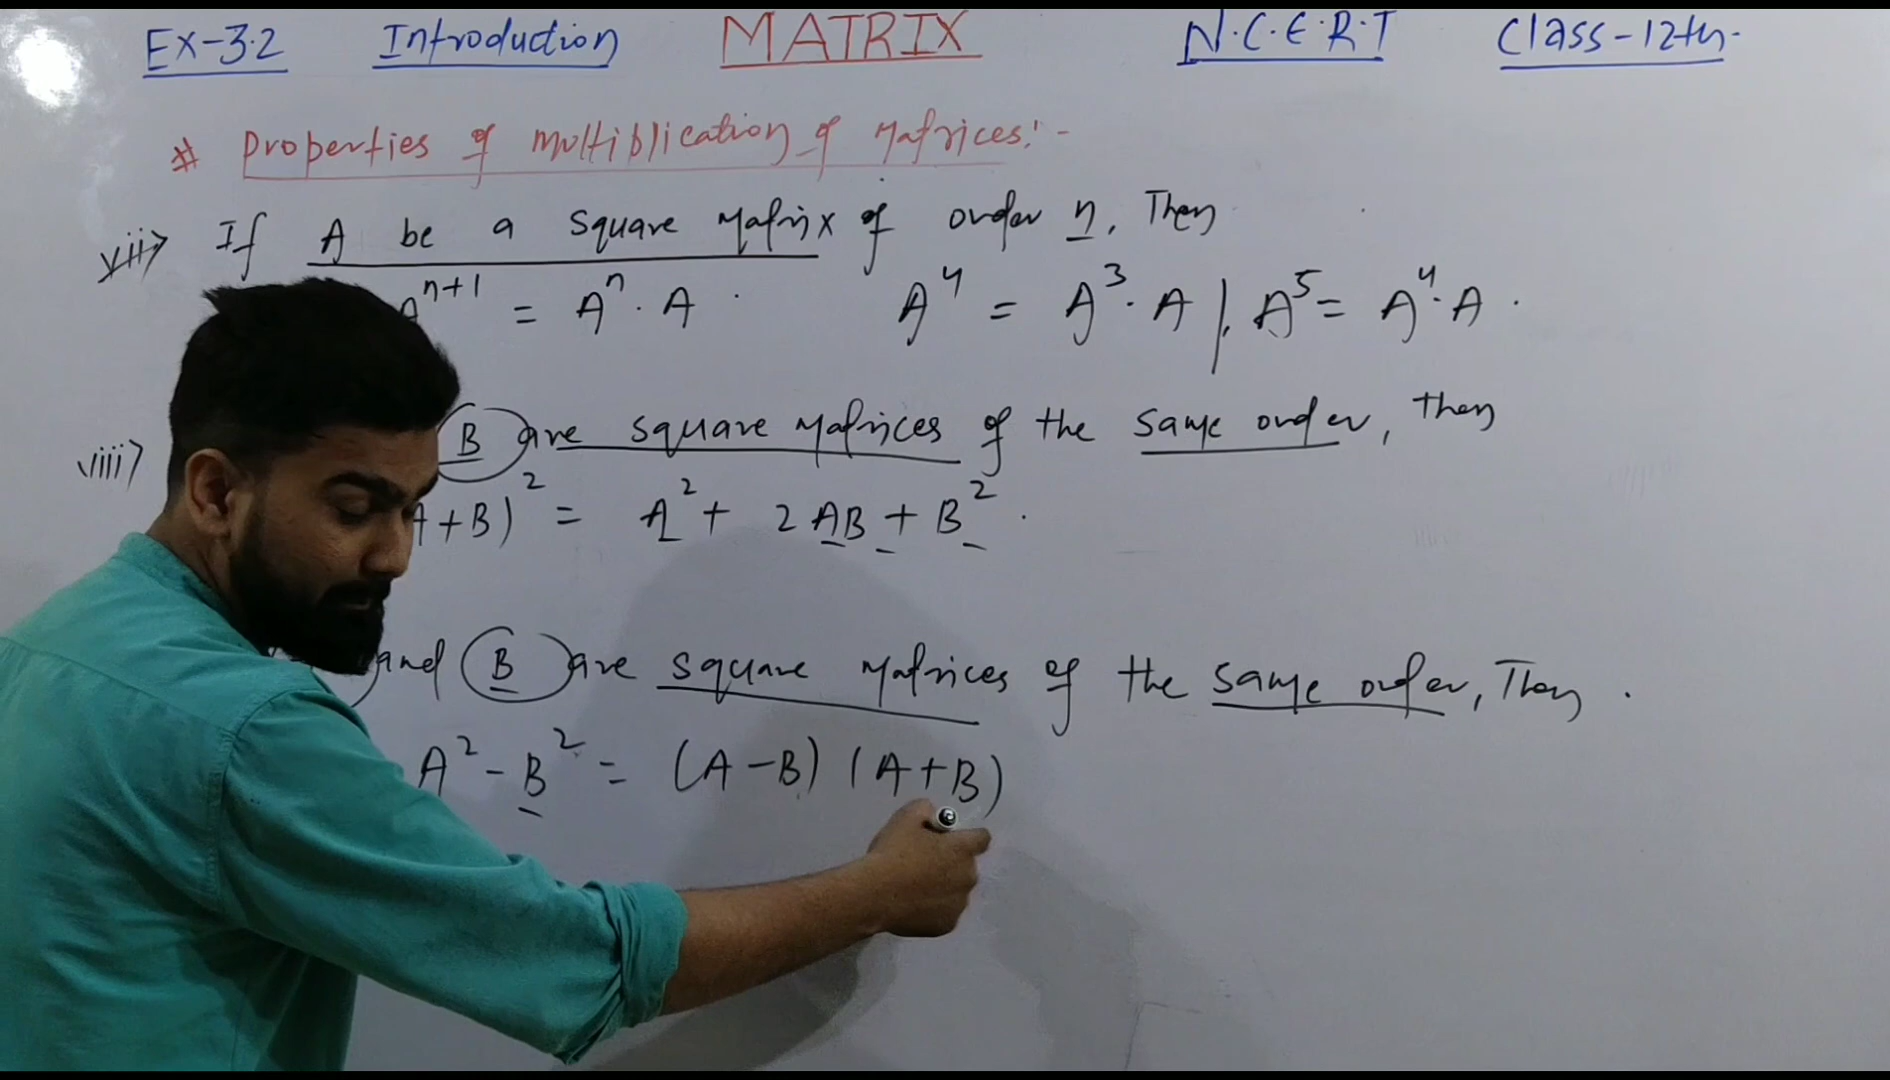 Ex-3.2 Introduction MATRIX N.C.E.R.T Class-12th.
# Properties of Multiblication of Matrices:-
vii> If A be a square Matrix of order n, Then
A^{n+1} = A^n . A . A^4 = A^3 . A | , A^5 = A^4 . A .
viii> B are square Matrices of the same order, then
+B)^2 = A^2 + 2AB + B^2 .
and B are square Matrices of the same order, Then .
A^2 - B^2 = (A-B) (A+B)